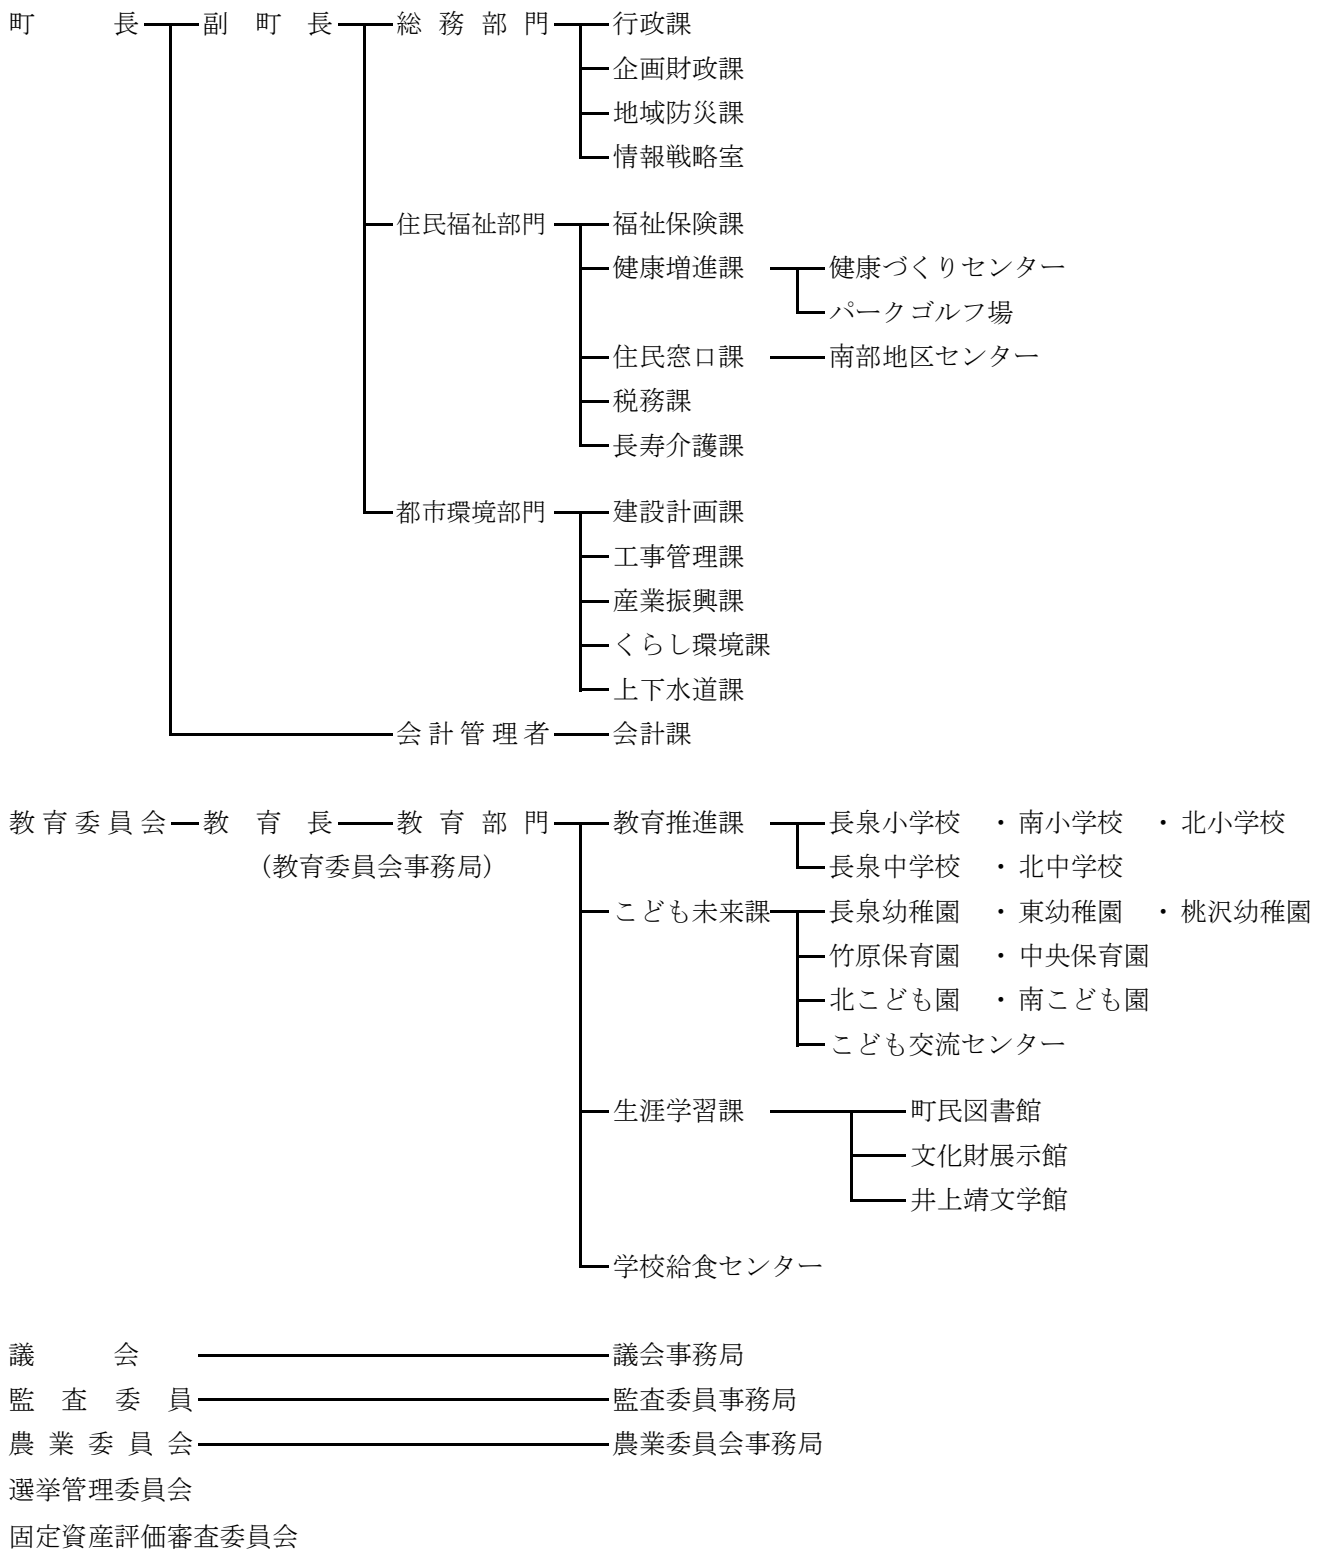 町長 副町長 総務部門 行政課
企画財政課
地域防災課
情報戦略室
住民福祉部門 福祉保険課
健康増進課 健康づくりセンター
パークゴルフ場
住民窓口課 南部地区センター
税務課
長寿介護課
都市環境部門 建設計画課
工事管理課
産業振興課
くらし環境課
上下水道課
会計管理者 会計課
教育委員会 教育長 教育部門 教育推進課 長泉小学校 ・南小学校 ・北小学校
(教育委員会事務局) 長泉中学校 ・北中学校
こども未来課 長泉幼稚園 ・東幼稚園 ・桃沢幼稚園
竹原保育園 ・中央保育園
北こども園 ・南こども園
こども交流センター
生涯学習課 町民図書館
文化財展示館
井上靖文学館
学校給食センター
議会 議会事務局
監査委員 監査委員事務局
農業委員会 農業委員会事務局
選挙管理委員会
固定資産評価審査委員会